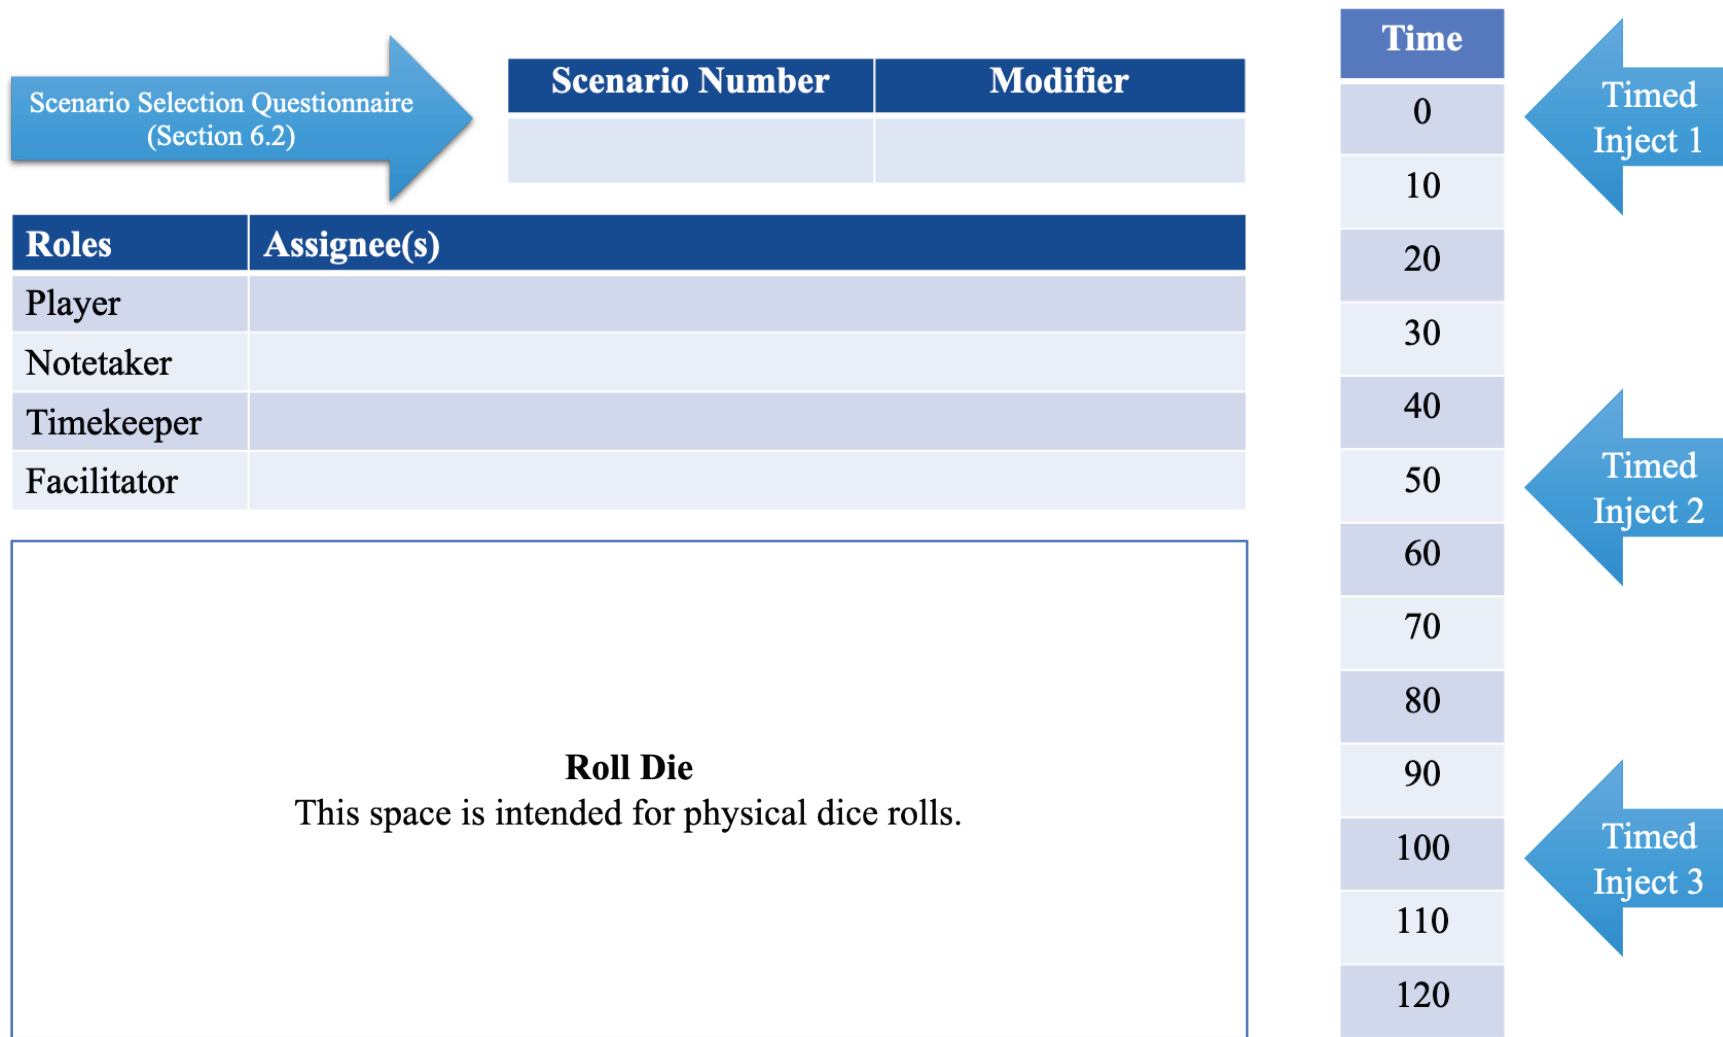 Scenario Selection Questionnaire
(Section 6.2)
Scenario Number Modifier
Roles Assignee(s)
Player
Notetaker
Timekeeper
Facilitator
Roll Die
This space is intended for physical dice rolls.
Time
0
10
20
30
40
50
60
70
80
90
100
110
120
Timed
Inject 1
Timed
Inject 2
Timed
Inject 3